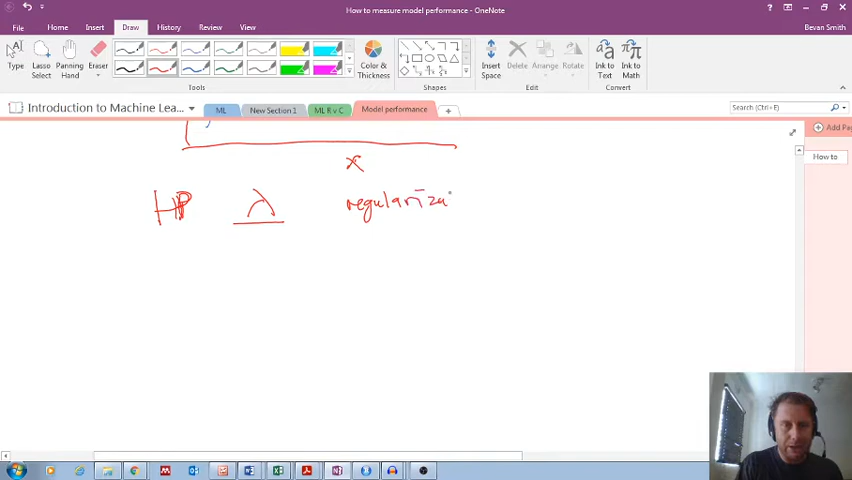 How to measure model performance - OneNote
File Home Insert Draw History Review View
Bevan Smith
Type
Lasso Select
Panning Hand
Eraser
Color & Thickness
Insert Space
Delete
Arrange
Rotate
Ink to Text
Ink to Math
Tools
Shapes
Edit
Convert
Introduction to Machine Lea...
ML
New Section 1
ML R v C
Model performance
Search (Ctrl+E)
Add Pag
How to
x
HP λ regulariza